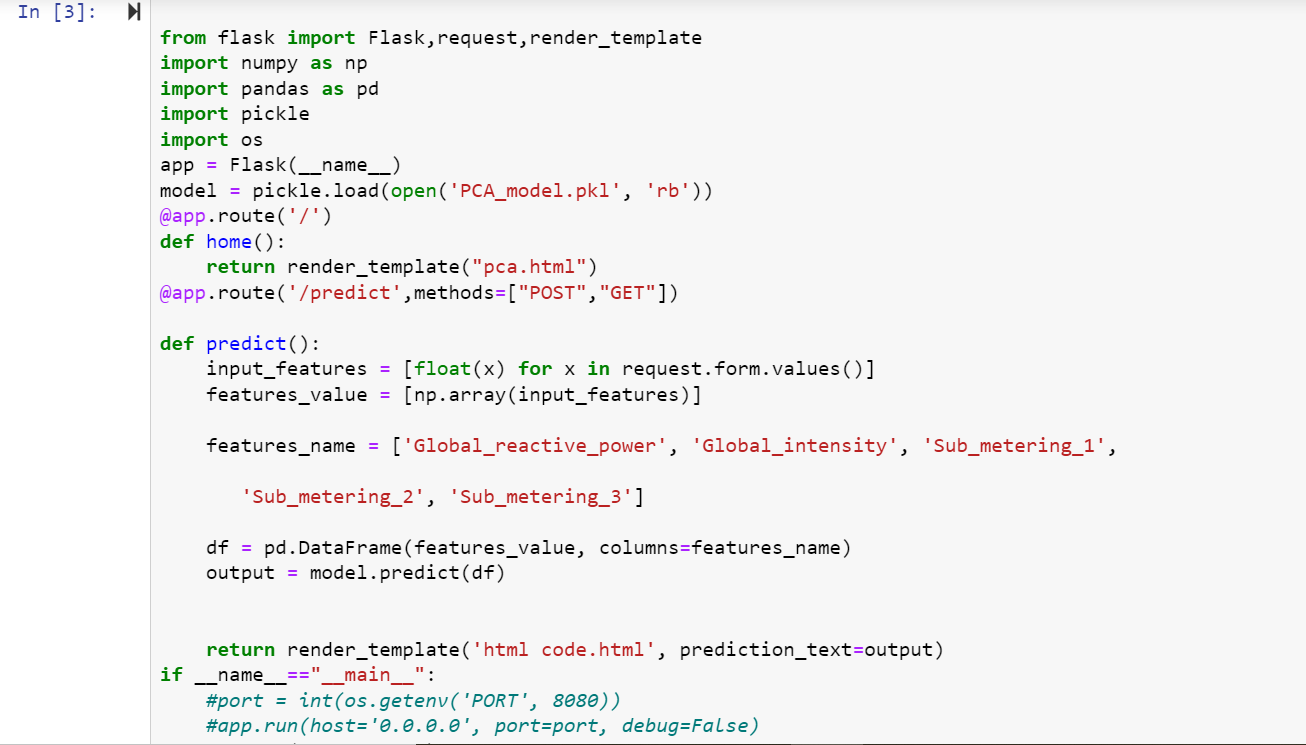 In [3]:
from flask import Flask,request,render_template
import numpy as np
import pandas as pd
import pickle
import os
app = Flask(__name__)
model = pickle.load(open('PCA_model.pkl', 'rb'))
@app.route('/')
def home():
    return render_template("pca.html")
@app.route('/predict',methods=["POST","GET"])
def predict():
    input_features = [float(x) for x in request.form.values()]
    features_value = [np.array(input_features)]
    features_name = ['Global_reactive_power', 'Global_intensity', 'Sub_metering_1',
       'Sub_metering_2', 'Sub_metering_3']
    df = pd.DataFrame(features_value, columns=features_name)
    output = model.predict(df)
    return render_template('html code.html', prediction_text=output)
if __name__=="__main__":
    #port = int(os.getenv('PORT', 8080))
    #app.run(host='0.0.0.0', port=port, debug=False)